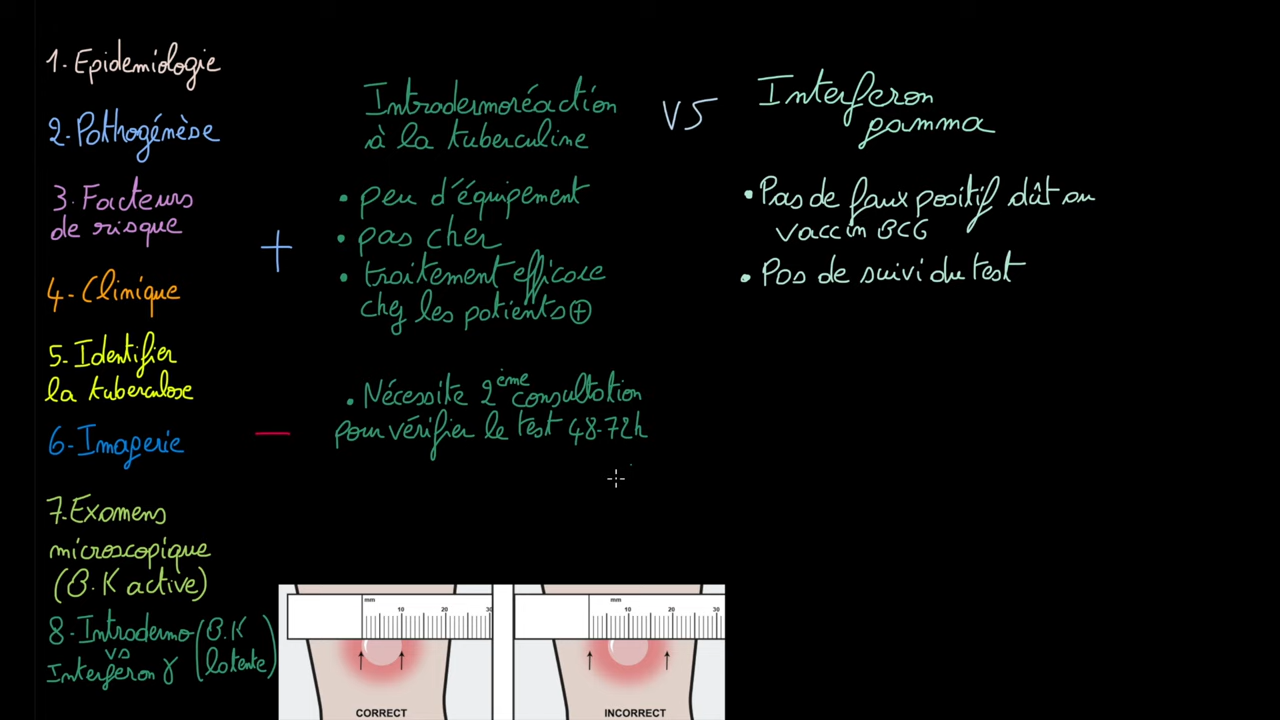 1. Epidemiologie
2. Pathogénèse
3. Facteurs
de risque
4. Clinique
5. Identifier
la tuberculose
6. Imagerie
7. Examens
microscopique
(B.K active)
8. Intradermo (B.K
vs
Interferon γ latente)
Intradermoréaction
à la tuberculine
VS
Interferon
gamma
+
• peu d'équipement
• pas cher
• traitement efficace
chez les patients ⊕
• Pas de faux positif dût au
vaccin BCG
• Pas de suivi du test
—
• Nécessite 2ème consultation
pour vérifier le test 48-72h
mm
10 20 30
CORRECT
mm
10 20 30
INCORRECT